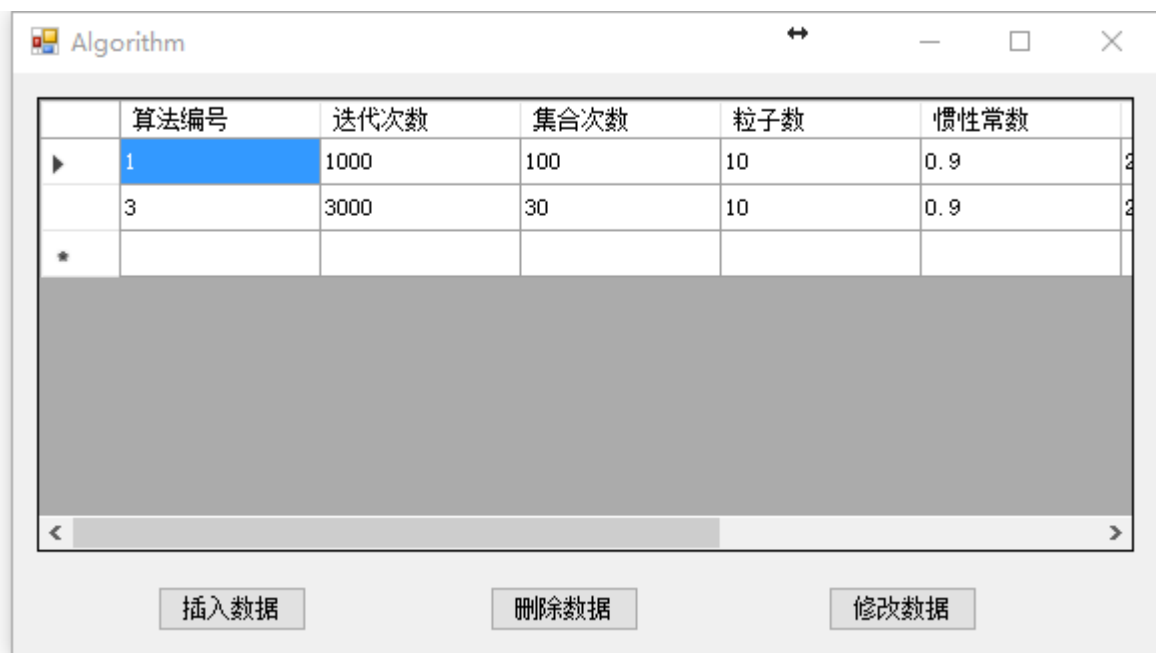 Algorithm
算法编号 迭代次数 集合次数 粒子数 惯性常数
1 1000 100 10 0.9
3 3000 30 10 0.9
插入数据 删除数据 修改数据